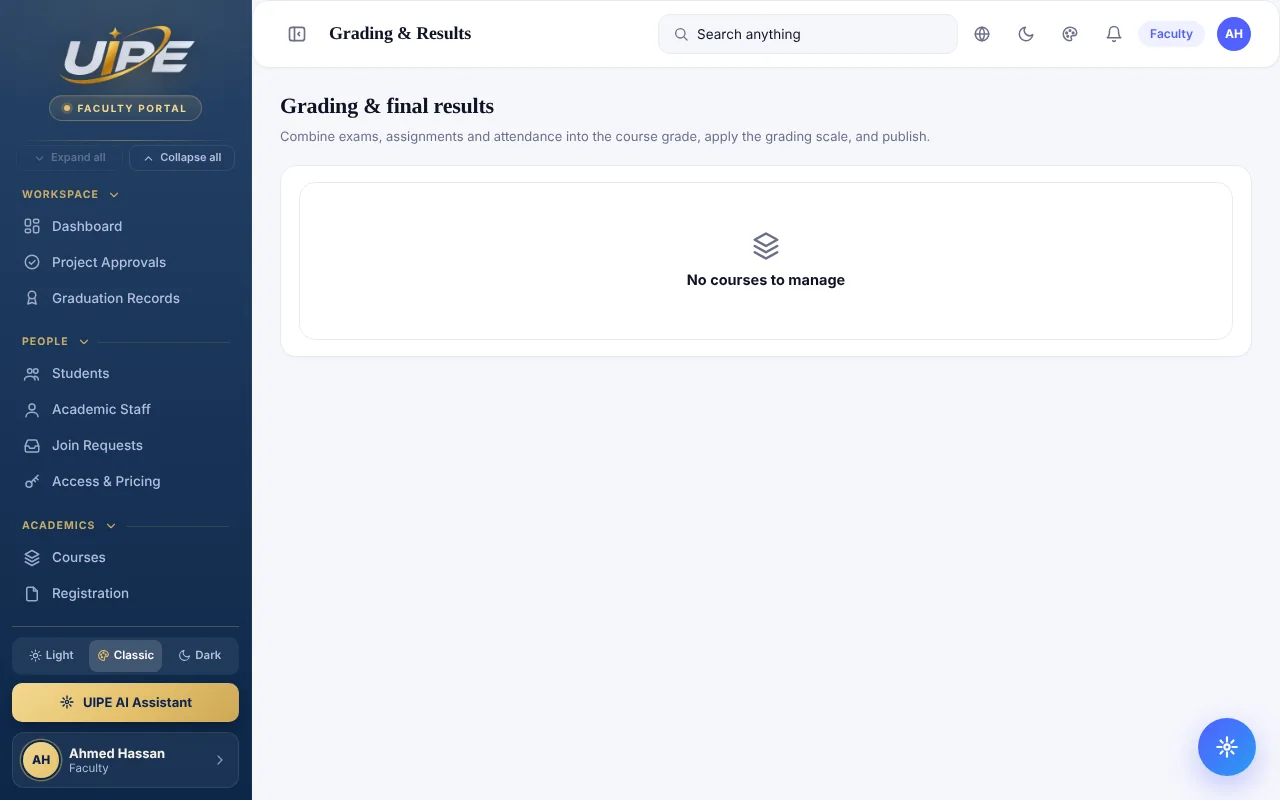 UIPE
FACULTY PORTAL
Expand all
Collapse all
WORKSPACE
Dashboard
Project Approvals
Graduation Records
PEOPLE
Students
Academic Staff
Join Requests
Access & Pricing
ACADEMICS
Courses
Registration
Light
Classic
Dark
UIPE AI Assistant
AH
Ahmed Hassan
Faculty
Grading & Results
Search anything
Faculty
AH
Grading & final results
Combine exams, assignments and attendance into the course grade, apply the grading scale, and publish.
No courses to manage